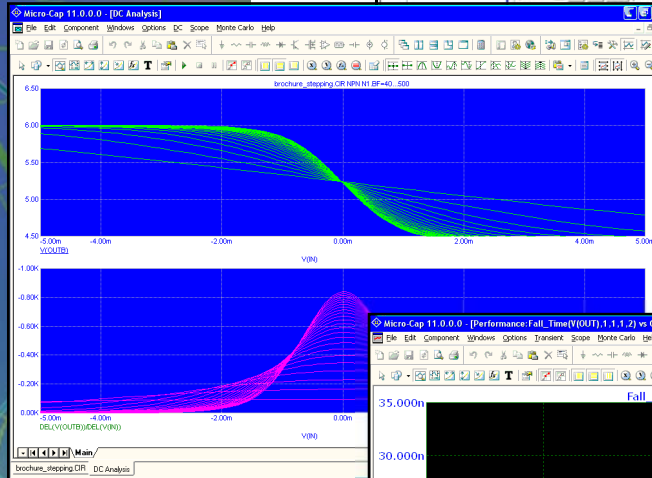 Micro-Cap 11.0.0.0 - [DC Analysis]
File Edit Component Windows Options DC Scope Monte Carlo Help
brochure_stepping.CIR NPN N1.BF=40...500
6.50
6.00
5.50
5.00
4.50
-5.00m -4.00m -2.00m 0.00m 2.00m 4.00m 5.00m
V(OUTB)
V(IN)
-1.00K
-0.80K
-0.60K
-0.40K
-0.20K
0.00K
-5.00m -4.00m -2.00m 0.00m
DEL(V(OUTB))/DEL(V(IN))
V(IN)
Main
brochure_stepping.CIR DC Analysis
Micro-Cap 11.0.0.0 - [Performance:Fall_Time(V(OUT),1,1,1,2) vs
File Edit Component Windows Options Transient Scope Monte Carlo
Fall
35.000n
30.000n